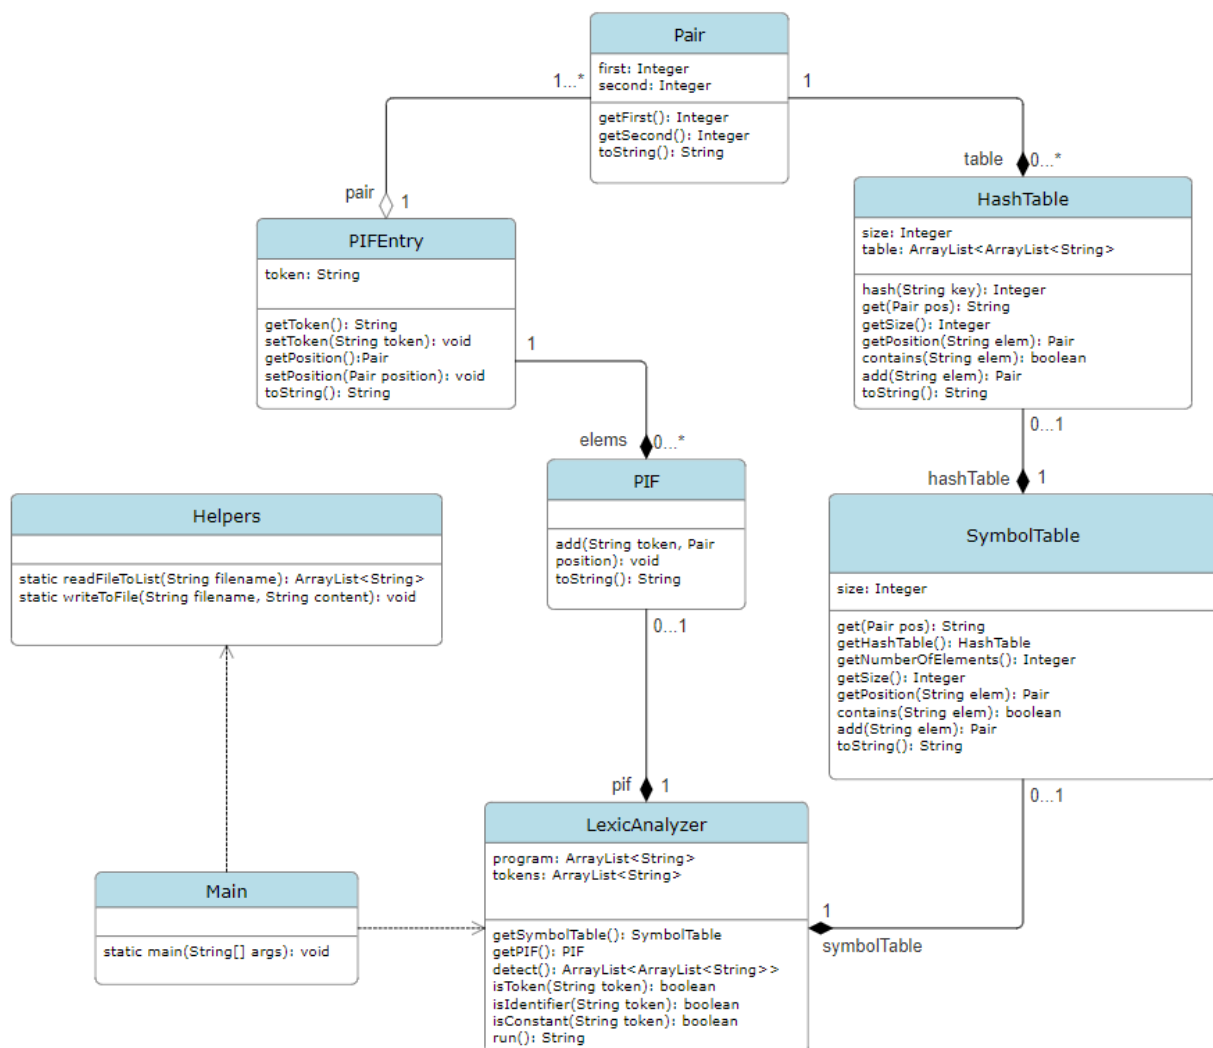 Pair
first: Integer
second: Integer
getFirst(): Integer
getSecond(): Integer
toString(): String
1...*
1
pair
1
table
0...*
PIFEntry
token: String
getToken(): String
setToken(String token): void
getPosition():Pair
setPosition(Pair position): void
toString(): String
HashTable
size: Integer
table: ArrayList<ArrayList<String>
hash(String key): Integer
get(Pair pos): String
getSize(): Integer
getPosition(String elem): Pair
contains(String elem): boolean
add(String elem): Pair
toString(): String
1
elems
0...*
0...1
hashTable
1
PIF
add(String token, Pair
position): void
toString(): String
Helpers
static readFileToList(String filename): ArrayList<String>
static writeToFile(String filename, String content): void
SymbolTable
size: Integer
get(Pair pos): String
getHashTable(): HashTable
getNumberOfElements(): Integer
getSize(): Integer
getPosition(String elem): Pair
contains(String elem): boolean
add(String elem): Pair
toString(): String
0...1
pif
1
0...1
LexicAnalyzer
program: ArrayList<String>
tokens: ArrayList<String>
getSymbolTable(): SymbolTable
getPIF(): PIF
detect(): ArrayList<ArrayList<String>>
isToken(String token): boolean
isIdentifier(String token): boolean
isConstant(String token): boolean
run(): String
1
symbolTable
Main
static main(String[] args): void